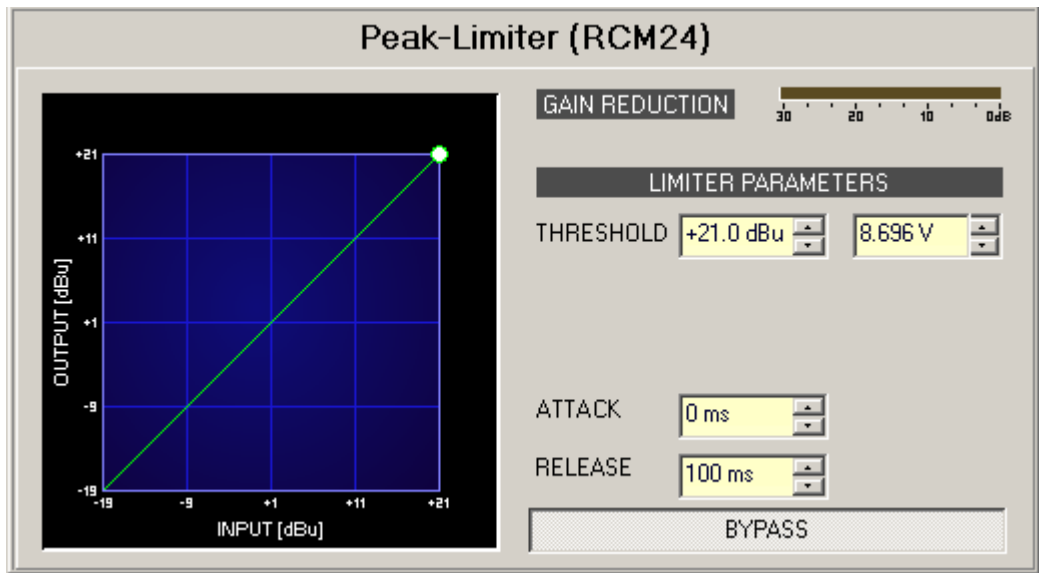 Peak-Limiter (RCM24)
GAIN REDUCTION
30 20 10 0dB
LIMITER PARAMETERS
THRESHOLD +21.0 dBu 8.696 V
ATTACK 0 ms
RELEASE 100 ms
BYPASS
OUTPUT [dBu]
+21
+11
+1
-9
-19
-19 -9 +1 +11 +21
INPUT [dBu]